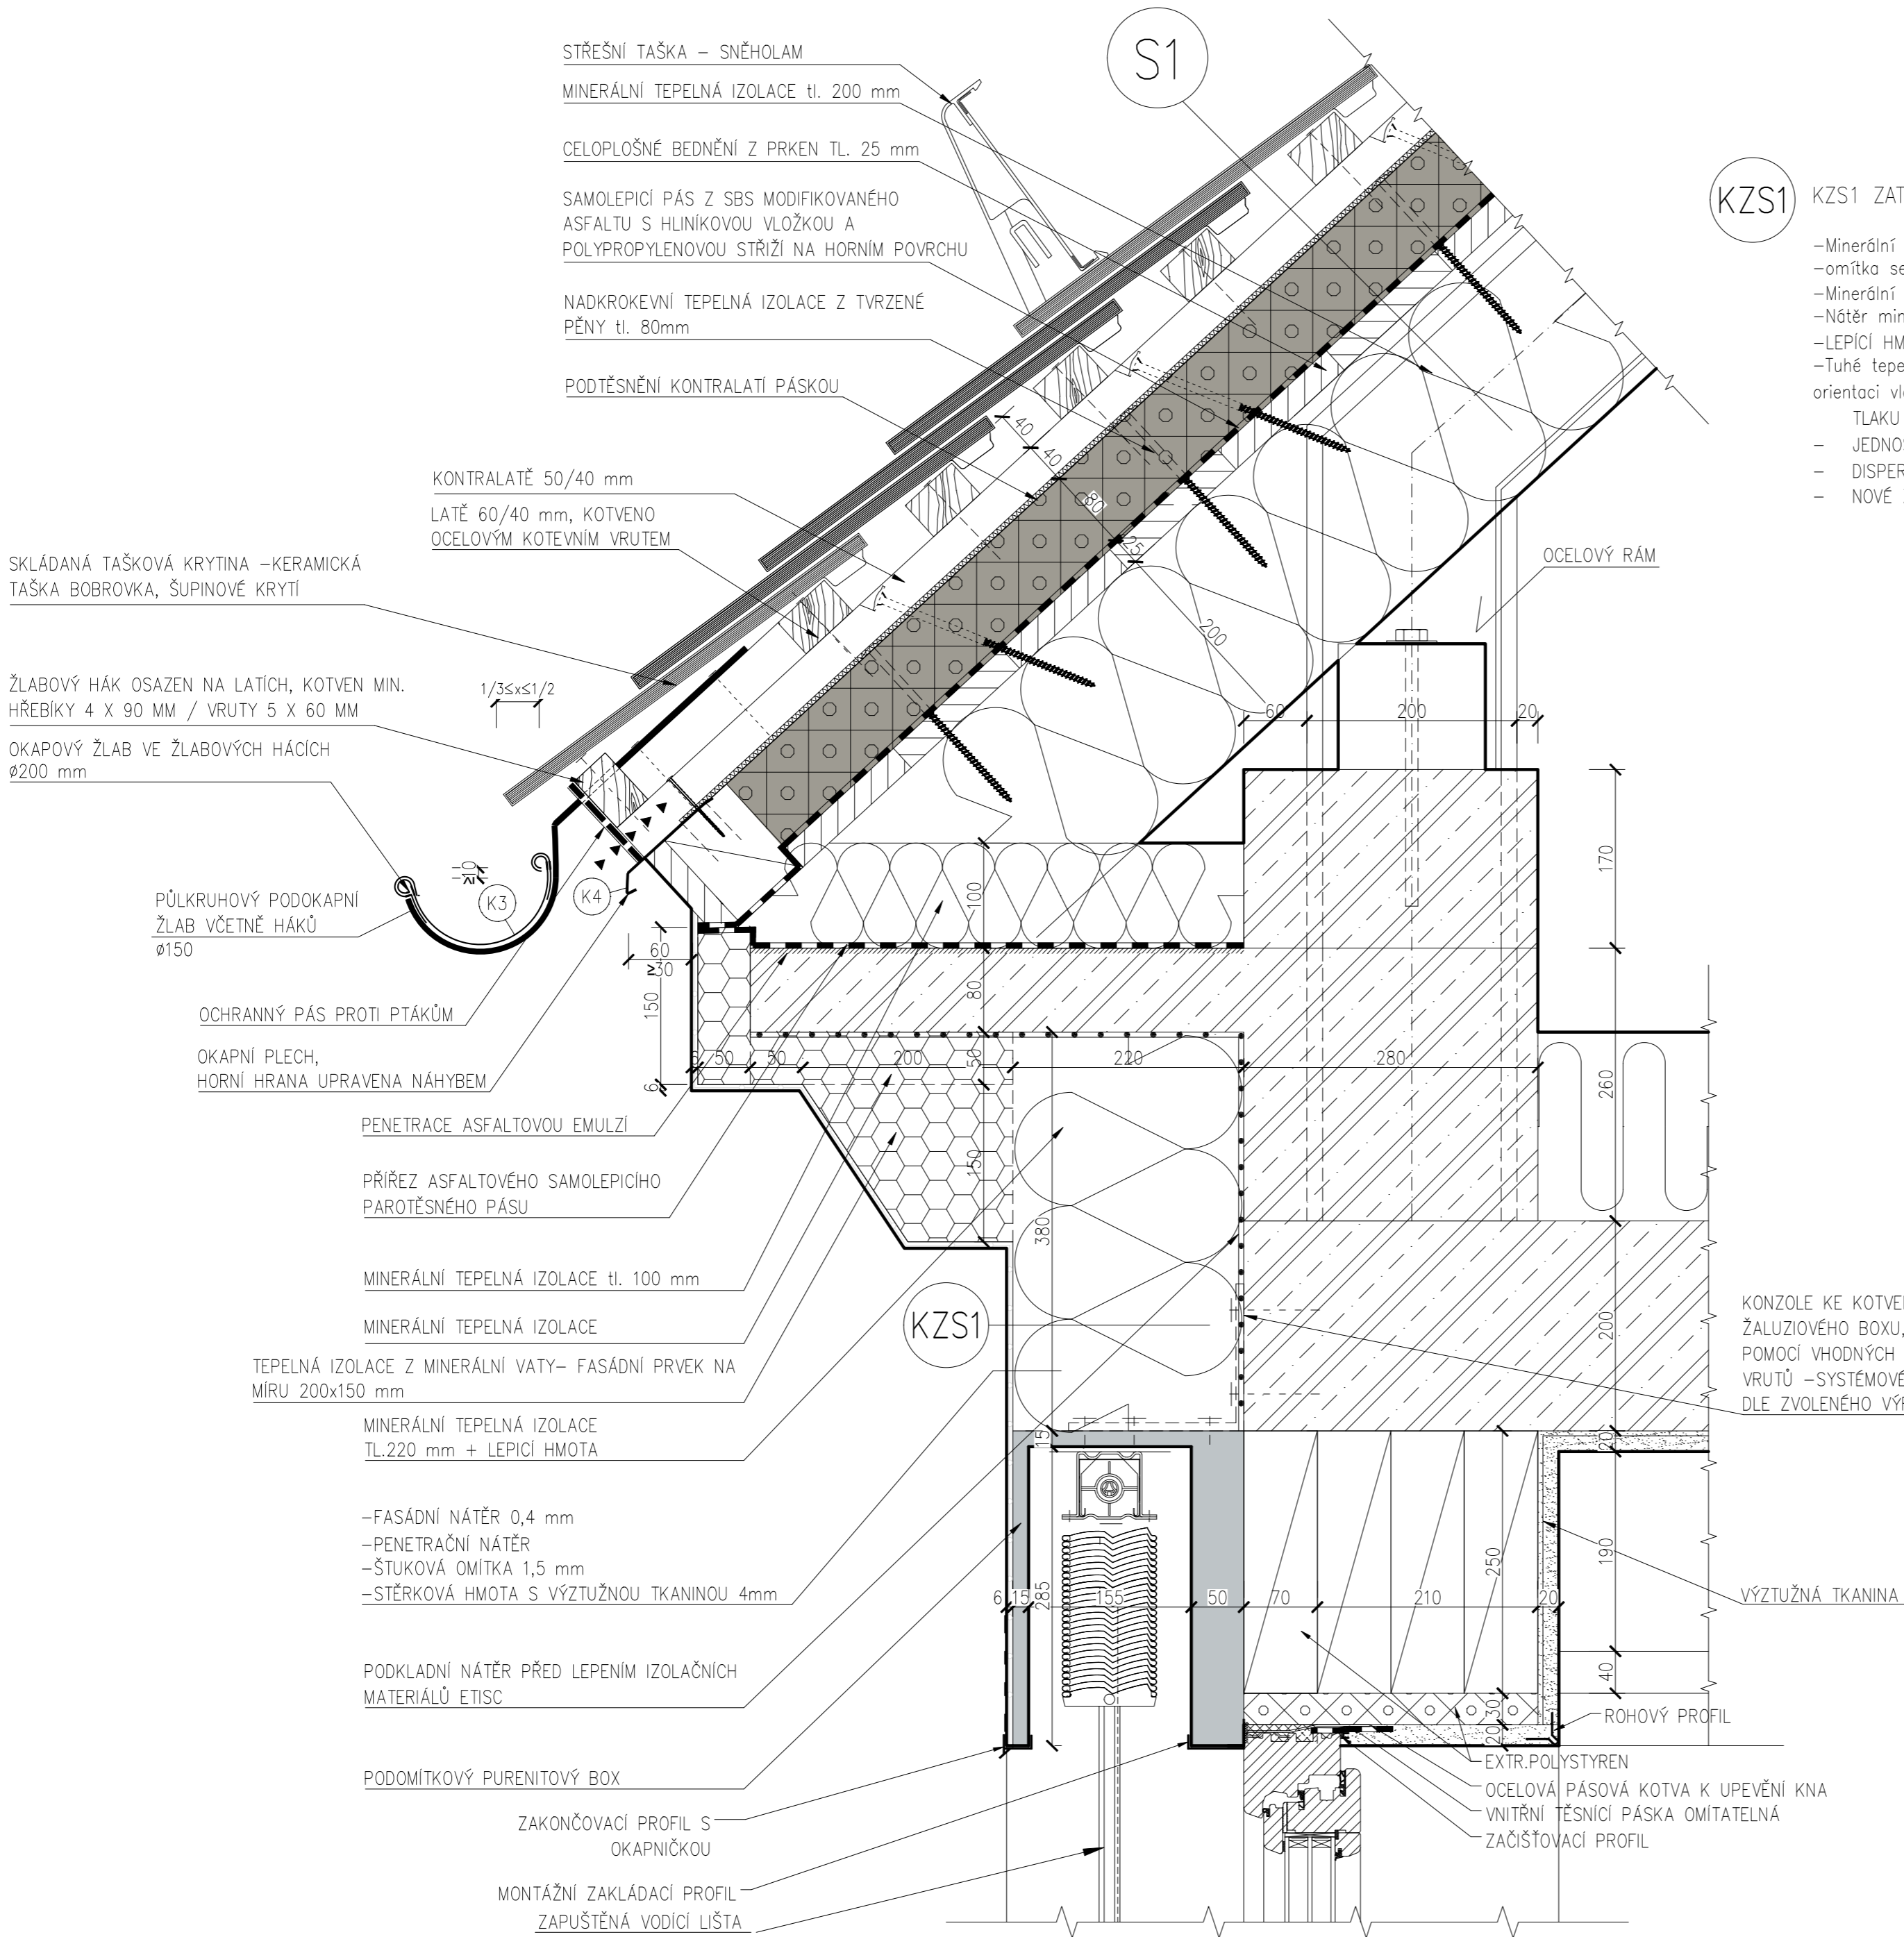 STŘEŠNÍ TAŠKA – SNĚHOLAM
MINERÁLNÍ TEPELNÁ IZOLACE tl. 200 mm
CELOPLOŠNÉ BEDNĚNÍ Z PRKEN TL. 25 mm
SAMOLEPICÍ PÁS Z SBS MODIFIKOVANÉHO
ASFALTU S HLINÍKOVOU VLOŽKOU A
POLYPROPYLENOVOU STŘIŽÍ NA HORNÍM POVRCHU
NADKROKEVNÍ TEPELNÁ IZOLACE Z TVRZENÉ
PĚNY tl. 80mm
PODTĚSNĚNÍ KONTRALATÍ PÁSKOU
KONTRALATĚ 50/40 mm
LATĚ 60/40 mm, KOTVENO
OCELOVÝM KOTEVNÍM VRUTEM
SKLÁDANÁ TAŠKOVÁ KRYTINA –KERAMICKÁ
TAŠKA BOBROVKA, ŠUPINOVÉ KRYTÍ
ŽLABOVÝ HÁK OSAZEN NA LATÍCH, KOTVEN MIN.
HŘEBÍKY 4 X 90 MM / VRUTY 5 X 60 MM
1/3≤x≤1/2
OKAPOVÝ ŽLAB VE ŽLABOVÝCH HÁCÍCH
ø200 mm
≥10
K3
K4
PŮLKRUHOVÝ PODOKAPNÍ
ŽLAB VČETNĚ HÁKŮ
ø150
OCHRANNÝ PÁS PROTI PTÁKŮM
OKAPNÍ PLECH,
HORNÍ HRANA UPRAVENA NÁHYBEM
PENETRACE ASFALTOVOU EMULZÍ
PŘÍŘEZ ASFALTOVÉHO SAMOLEPICÍHO
PAROTĚSNÉHO PÁSU
MINERÁLNÍ TEPELNÁ IZOLACE tl. 100 mm
MINERÁLNÍ TEPELNÁ IZOLACE
TEPELNÁ IZOLACE Z MINERÁLNÍ VATY– FASÁDNÍ PRVEK NA
MÍRU 200x150 mm
MINERÁLNÍ TEPELNÁ IZOLACE
TL.220 mm + LEPICÍ HMOTA
–FASÁDNÍ NÁTĚR 0,4 mm
–PENETRAČNÍ NÁTĚR
–ŠTUKOVÁ OMÍTKA 1,5 mm
–STĚRKOVÁ HMOTA S VÝZTUŽNOU TKANINOU 4mm
PODKLADNÍ NÁTĚR PŘED LEPENÍM IZOLAČNÍCH
MATERIÁLŮ ETISC
PODOMÍTKOVÝ PURENITOVÝ BOX
ZAKONČOVACÍ PROFIL S
OKAPNIČKOU
MONTÁŽNÍ ZAKLÁDACÍ PROFIL
ZAPUŠTĚNÁ VODÍCÍ LIŠTA
S1
KZS1
KZS1 ZAT
–Minerální
–omítka se
–Minerální
–Nátěr min
–LEPÍCÍ HM
–Tuhé tepe
orientaci vl
TLAKU
– JEDNO
– DISPER
– NOVÉ
OCELOVÝ RÁM
40
40
80
25
200
60
200
20
170
100
80
60
≥30
150
6
6
50
50
200
50
220
280
260
150
380
KZS1
200
KONZOLE KE KOTVE
ŽALUZIOVÉHO BOXU,
POMOCÍ VHODNÝCH
VRUTŮ –SYSTÉMOVÉ
DLE ZVOLENÉHO VÝ
15
20
250
190
6
15
285
155
50
70
210
20
VÝZTUŽNÁ TKANINA
40
30
20
ROHOVÝ PROFIL
EXTR.POLYSTYREN
OCELOVÁ PÁSOVÁ KOTVA K UPEVĚNÍ KNA
VNITŘNÍ TĚSNÍCÍ PÁSKA OMÍTATELNÁ
ZAČIŠŤOVACÍ PROFIL